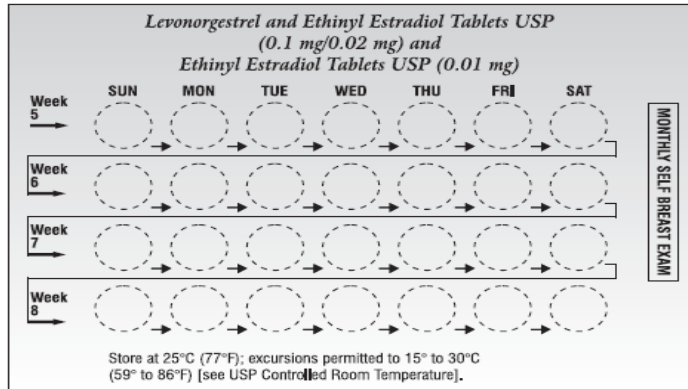 Levonorgestrel and Ethinyl Estradiol Tablets USP
(0.1 mg/0.02 mg) and
Ethinyl Estradiol Tablets USP (0.01 mg)
SUN MON TUE WED THU FRI SAT
Week
5
Week
6
Week
7
Week
8
MONTHLY SELF BREAST EXAM
Store at 25°C (77°F); excursions permitted to 15° to 30°C
(59° to 86°F) [see USP Controlled Room Temperature].